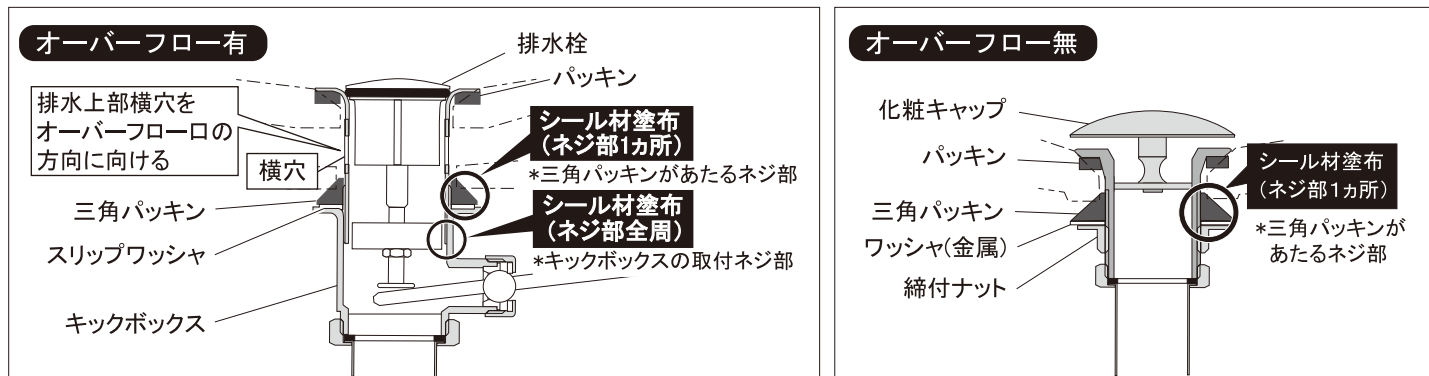 オーバーフロー有
排水栓
パッキン
排水上部横穴を
オーバーフロー口の
方向に向ける
横穴
シール材塗布
(ネジ部1ヵ所)
*三角パッキンがあたるネジ部
三角パッキン
シール材塗布
(ネジ部全周)
スリップワッシャ
*キックボックスの取付ネジ部
キックボックス
オーバーフロー無
化粧キャップ
パッキン
シール材塗布
(ネジ部1ヵ所)
三角パッキン
*三角パッキンが
あたるネジ部
ワッシャ(金属)
締付ナット